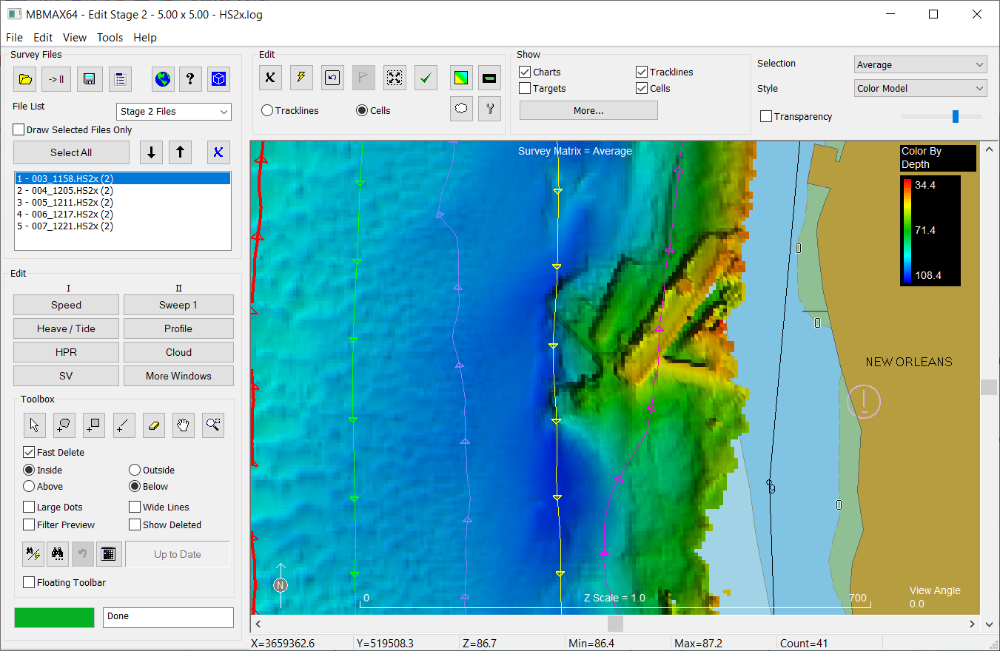 MBMAX64 - Edit Stage 2 - 5.00 x 5.00 - HS2x.log
File Edit View Tools Help
Survey Files
-> II
?
File List
Stage 2 Files
Draw Selected Files Only
Select All
X
1 - 003_1158.HS2x (2)
2 - 004_1205.HS2x (2)
3 - 005_1211.HS2x (2)
4 - 006_1217.HS2x (2)
5 - 007_1221.HS2x (2)
Edit
I II
Speed Sweep 1
Heave / Tide Profile
HPR Cloud
SV More Windows
Toolbox
Fast Delete
Inside Outside
Above Below
Large Dots Wide Lines
Filter Preview Show Deleted
Up to Date
Floating Toolbar
Done
Edit
X
Tracklines Cells
Show
Charts Tracklines
Targets Cells
More...
Selection Average
Style Color Model
Transparency
Survey Matrix = Average
Color By
Depth
34.4
71.4
108.4
NEW ORLEANS
N
0 Z Scale = 1.0 700
View Angle
0.0
X=3659362.6 Y=519508.3 Z=86.7 Min=86.4 Max=87.2 Count=41